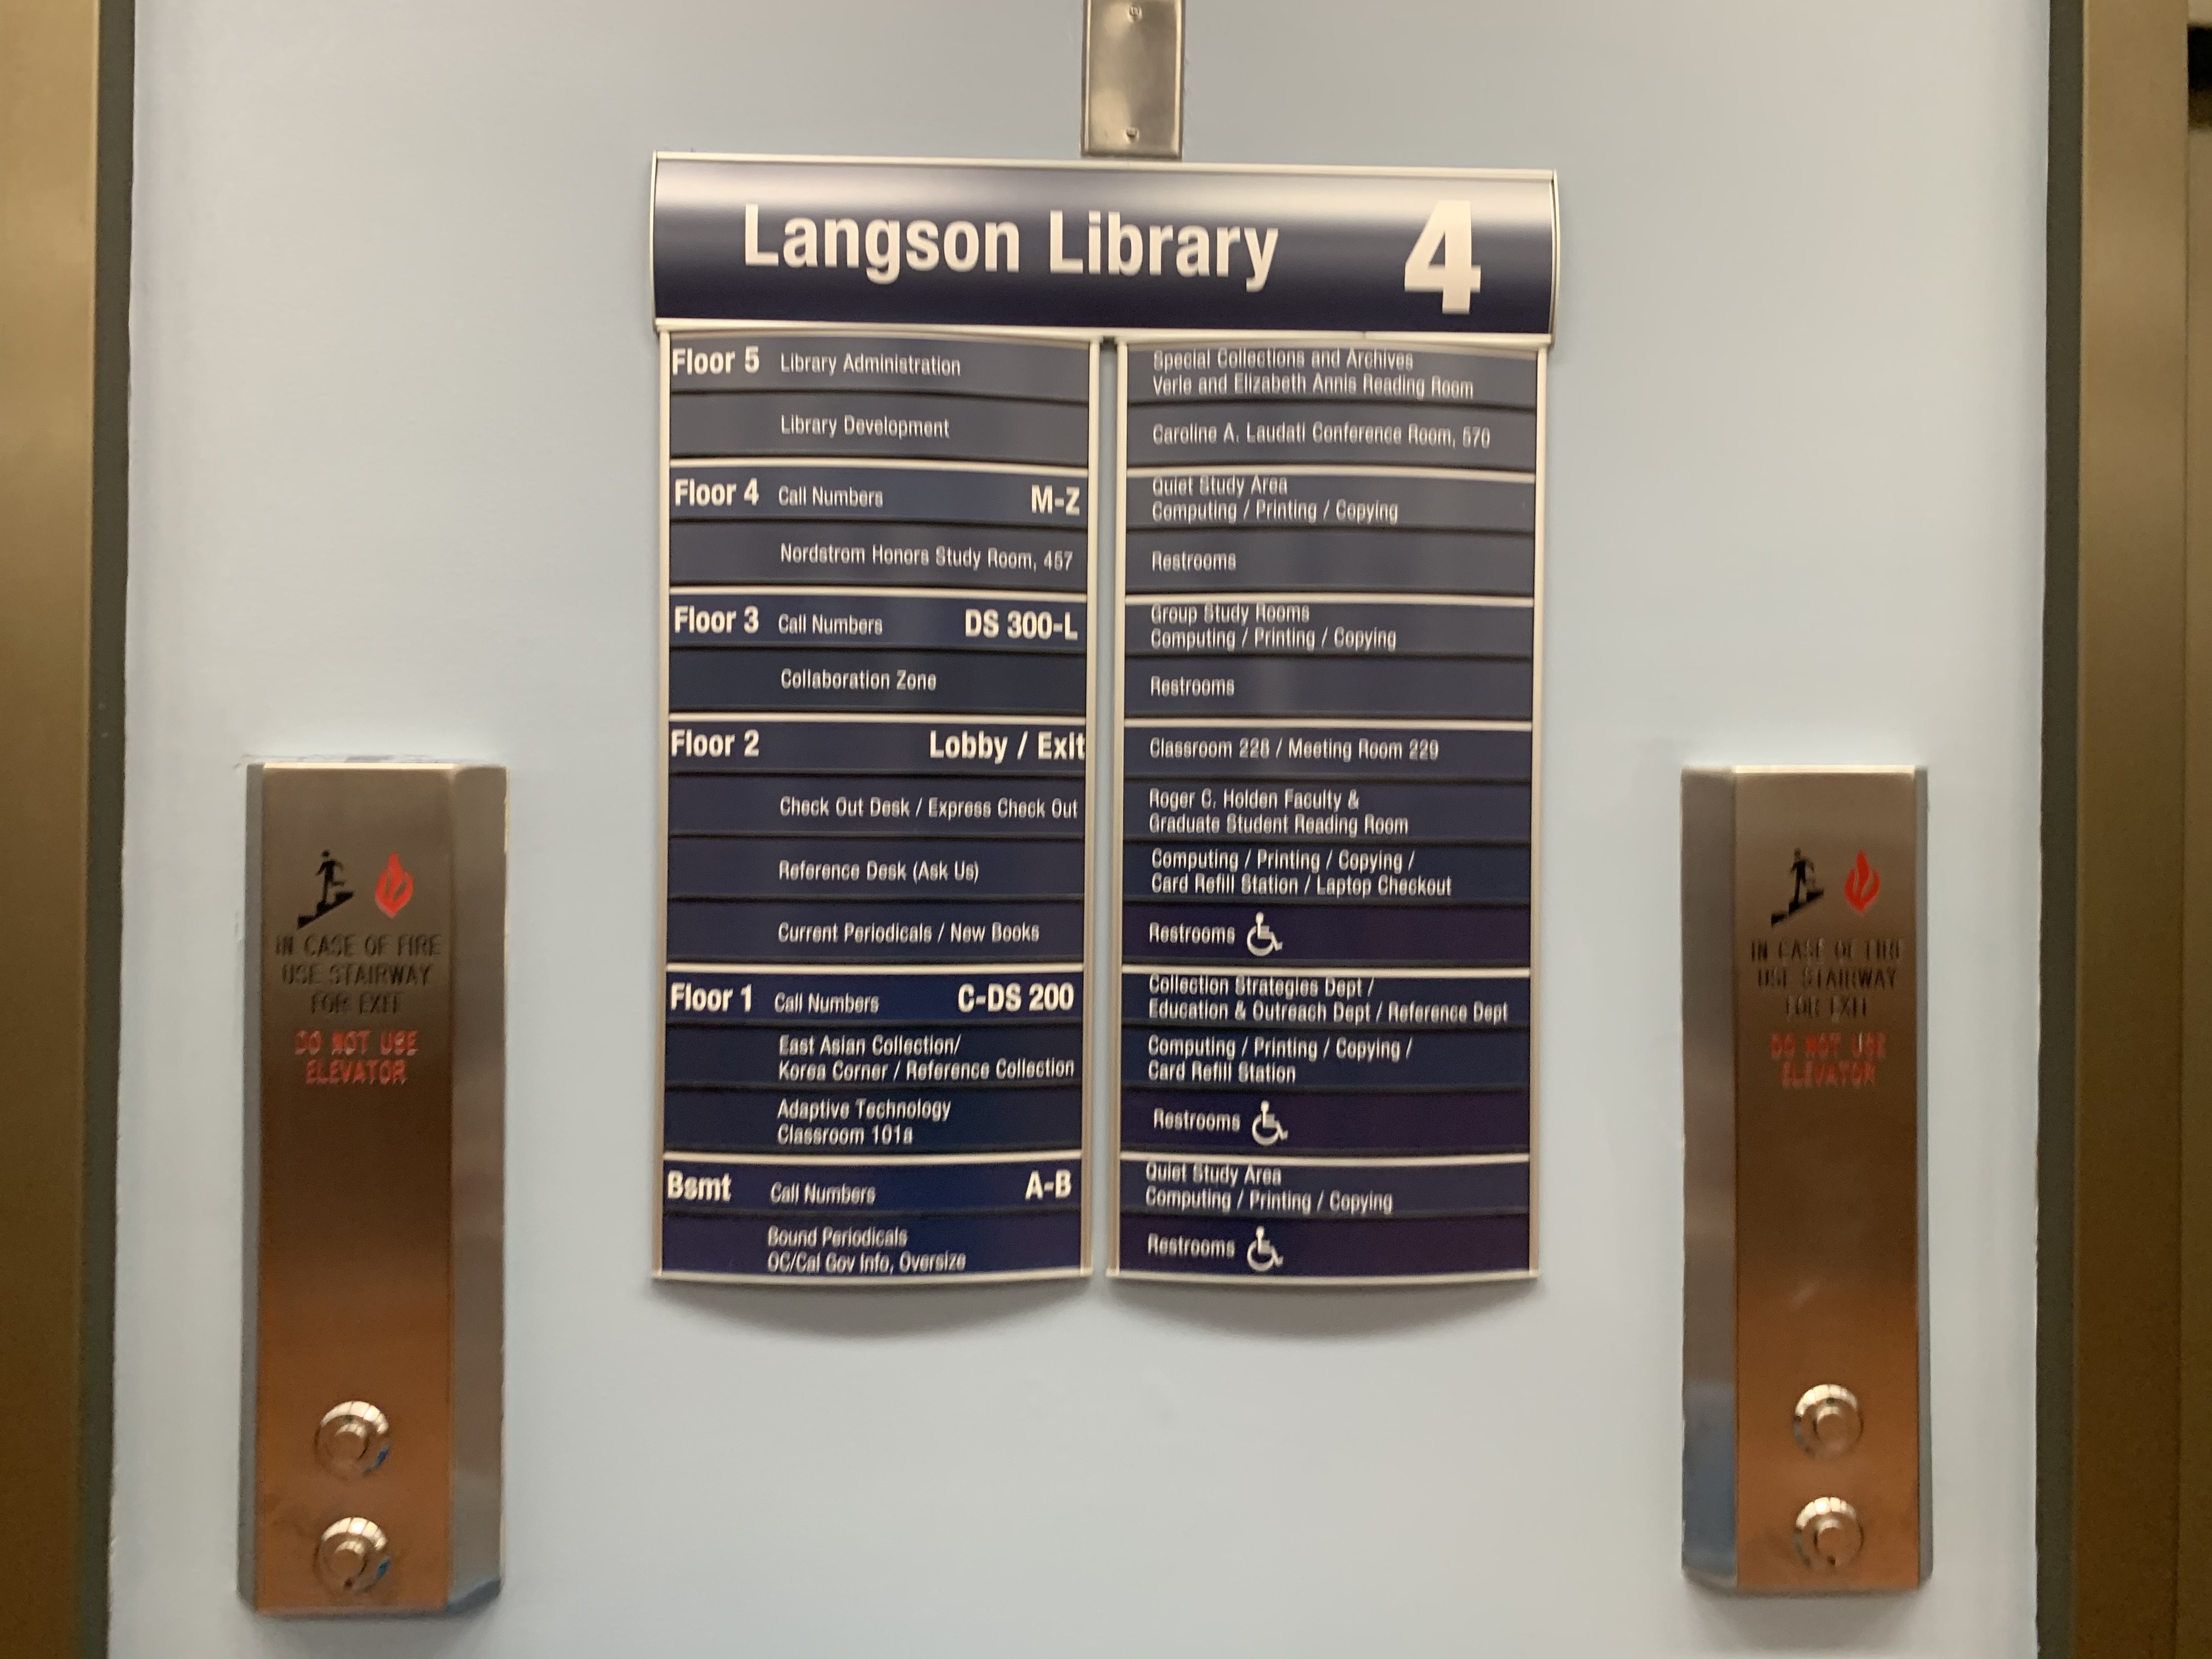 Langson Library 4
Floor 5 Library Administration
Library Development
Floor 4 Call Numbers M-Z
Nordstrom Honors Study Room, 457
Floor 3 Call Numbers DS 300-L
Collaboration Zone
Floor 2 Lobby / Exit
Check Out Desk / Express Check Out
Reference Desk (Ask Us)
Current Periodicals / New Books
Floor 1 Call Numbers C-DS 200
East Asian Collection/
Korea Corner / Reference Collection
Adaptive Technology
Classroom 101a
Bsmt Call Numbers A-B
Bound Periodicals
OC/Cal Gov Info, Oversize
Special Collections and Archives
Verle and Elizabeth Annis Reading Room
Caroline A. Laudati Conference Room, 570
Quiet Study Area
Computing / Printing / Copying
Restrooms
Group Study Rooms
Computing / Printing / Copying
Restrooms
Classroom 228 / Meeting Room 229
Roger C. Holden Faculty &
Graduate Student Reading Room
Computing / Printing / Copying /
Card Refill Station / Laptop Checkout
Restrooms
Collection Strategies Dept /
Education & Outreach Dept / Reference Dept
Computing / Printing / Copying /
Card Refill Station
Restrooms
Quiet Study Area
Computing / Printing / Copying
Restrooms
IN CASE OF FIRE
USE STAIRWAY
FOR EXIT
DO NOT USE
ELEVATOR
IN CASE OF FIRE
USE STAIRWAY
FOR EXIT
DO NOT USE
ELEVATOR